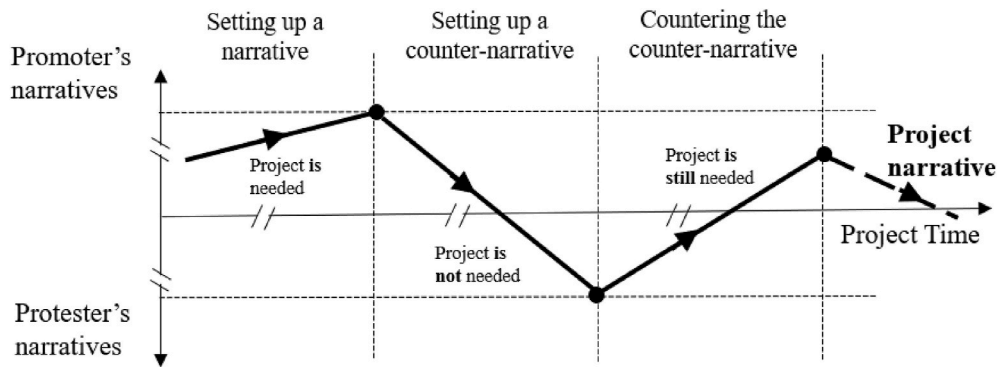 Setting up a
narrative
Setting up a
counter-narrative
Countering the
counter-narrative
Promoter’s
narratives
Project is
needed
Project is
still needed
Project
narrative
Project Time
Project is
not needed
Protester’s
narratives